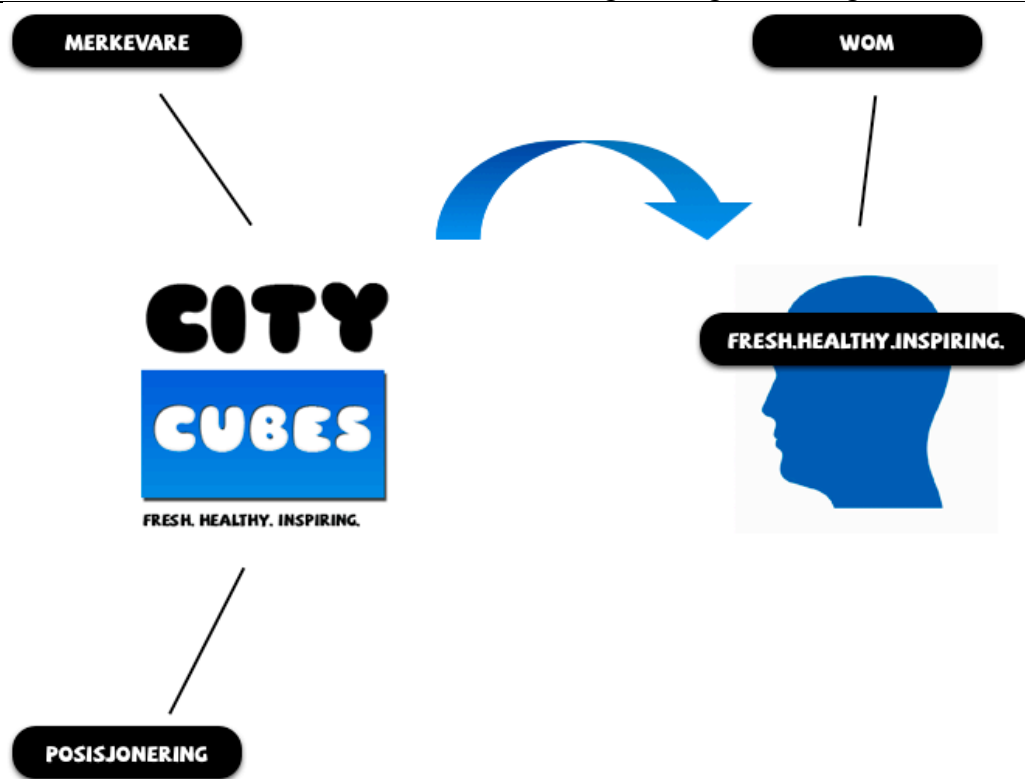 MERKEVARE
WOM
CITY
CUBES
FRESH. HEALTHY. INSPIRING.
FRESH.HEALTHY.INSPIRING.
POSISJONERING